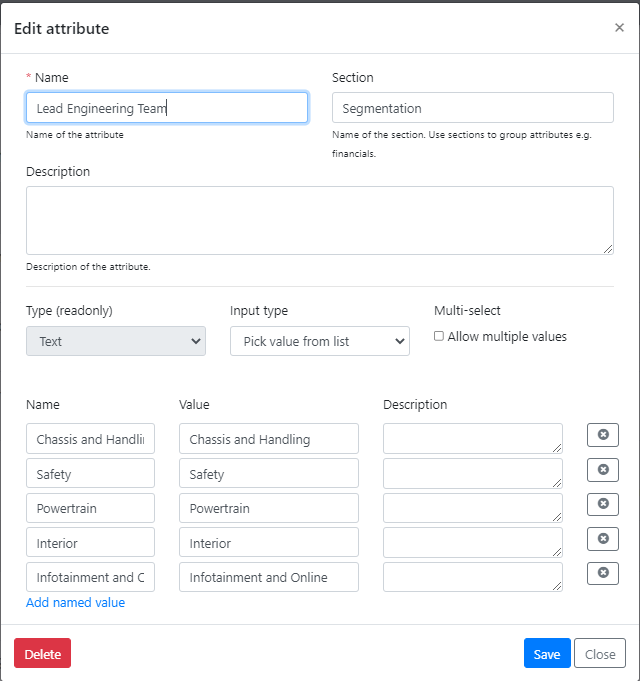 Edit attribute
×
* Name
Section
Lead Engineering Team
Segmentation
Name of the attribute
Name of the section. Use sections to group attributes e.g.
financials.
Description
Description of the attribute.
Type (readonly)
Input type
Multi-select
Text
Pick value from list
Allow multiple values
Name
Value
Description
Chassis and Handli
Chassis and Handling
Safety
Safety
Powertrain
Powertrain
Interior
Interior
Infotainment and C
Infotainment and Online
Add named value
Delete
Save
Close